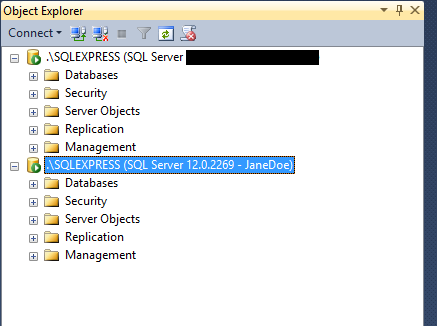 Object Explorer
Connect
.\SQLEXPRESS (SQL Server
Databases
Security
Server Objects
Replication
Management
.\SQLEXPRESS (SQL Server 12.0.2269 - JaneDoe)
Databases
Security
Server Objects
Replication
Management